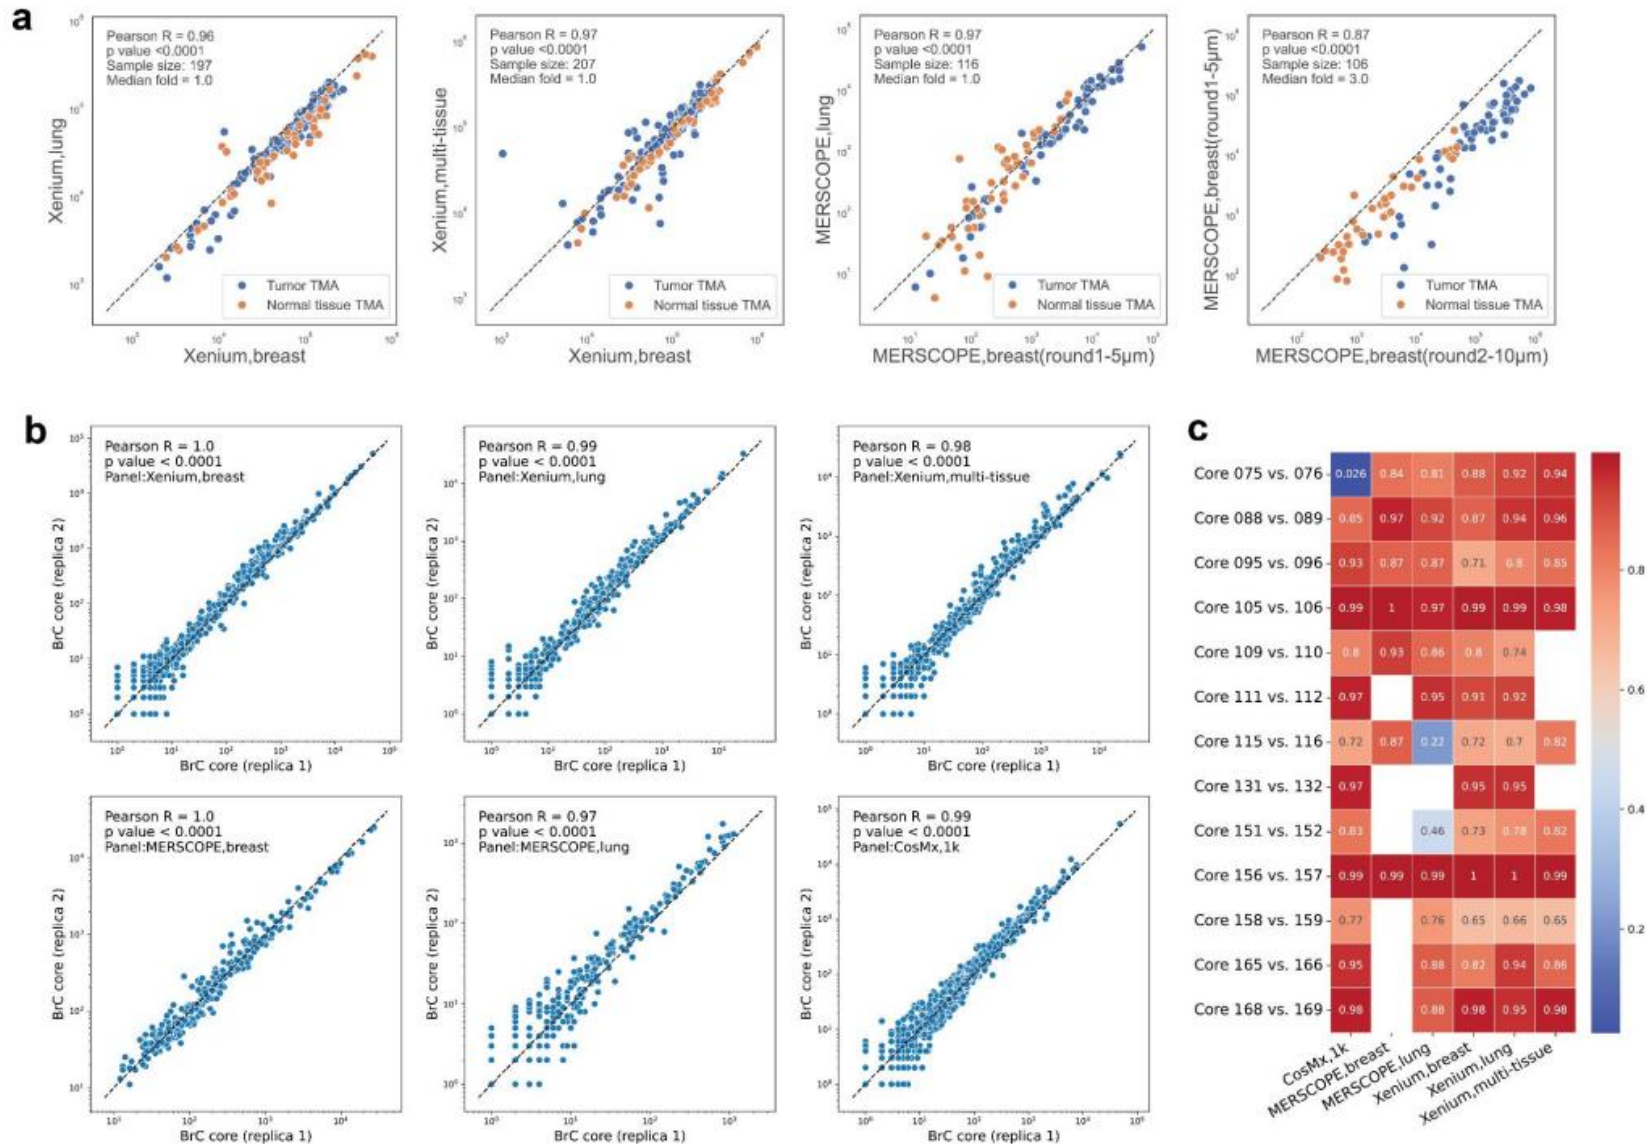 a
Pearson R = 0.96
p value <0.0001
Sample size: 197
Median fold = 1.0
Xenium,lung
Tumor TMA
Normal tissue TMA
Xenium,breast
Pearson R = 0.97
p value <0.0001
Sample size: 207
Median fold = 1.0
Xenium,multi-tissue
Tumor TMA
Normal tissue TMA
Xenium,breast
Pearson R = 0.97
p value <0.0001
Sample size: 116
Median fold = 1.0
MERSCOPE,lung
Tumor TMA
Normal tissue TMA
MERSCOPE,breast(round1-5μm)
Pearson R = 0.87
p value <0.0001
Sample size: 106
Median fold = 3.0
MERSCOPE,breast(round1-5μm)
Tumor TMA
Normal tissue TMA
MERSCOPE,breast(round2-10μm)
b
Pearson R = 1.0
p value < 0.0001
Panel:Xenium,breast
BrC core (replica 2)
BrC core (replica 1)
Pearson R = 0.99
p value < 0.0001
Panel:Xenium,lung
BrC core (replica 2)
BrC core (replica 1)
Pearson R = 0.98
p value < 0.0001
Panel:Xenium,multi-tissue
BrC core (replica 2)
BrC core (replica 1)
Pearson R = 1.0
p value < 0.0001
Panel:MERSCOPE,breast
BrC core (replica 2)
BrC core (replica 1)
Pearson R = 0.97
p value < 0.0001
Panel:MERSCOPE,lung
BrC core (replica 2)
BrC core (replica 1)
Pearson R = 0.99
p value < 0.0001
Panel:CosMx,1k
BrC core (replica 2)
BrC core (replica 1)
c
Core 075 vs. 076 0.026 0.84 0.81 0.88 0.92 0.94
Core 088 vs. 089 0.85 0.97 0.92 0.87 0.94 0.96
Core 095 vs. 096 0.93 0.87 0.87 0.71 0.8 0.85
Core 105 vs. 106 0.99 1 0.97 0.99 0.99 0.98
Core 109 vs. 110 0.8 0.93 0.86 0.8 0.74
Core 111 vs. 112 0.97 0.95 0.91 0.92
Core 115 vs. 116 0.72 0.87 0.22 0.72 0.7 0.82
Core 131 vs. 132 0.97 0.95 0.95
Core 151 vs. 152 0.83 0.46 0.73 0.78 0.82
Core 156 vs. 157 0.99 0.99 0.99 1 1 0.99
Core 158 vs. 159 0.77 0.76 0.65 0.66 0.65
Core 165 vs. 166 0.95 0.88 0.82 0.94 0.86
Core 168 vs. 169 0.98 0.88 0.98 0.95 0.98
CosMx,1k
MERSCOPE,breast
MERSCOPE,lung
Xenium,breast
Xenium,lung
Xenium,multi-tissue
0.8
0.6
0.4
0.2